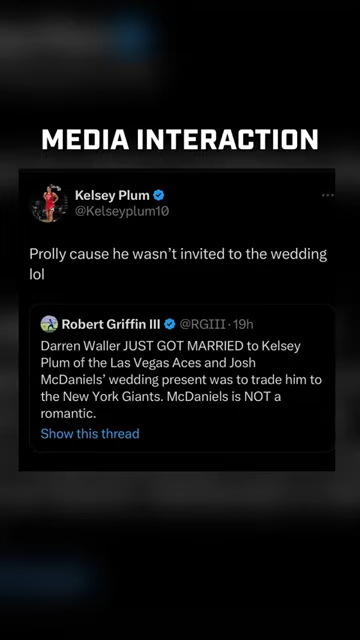 MEDIA INTERACTION
Kelsey Plum
@Kelseyplum10
Prolly cause he wasn't invited to the wedding
lol
Robert Griffin III @RGIII · 19h
Darren Waller JUST GOT MARRIED to Kelsey
Plum of the Las Vegas Aces and Josh
McDaniels' wedding present was to trade him to
the New York Giants. McDaniels is NOT a
romantic.
Show this thread